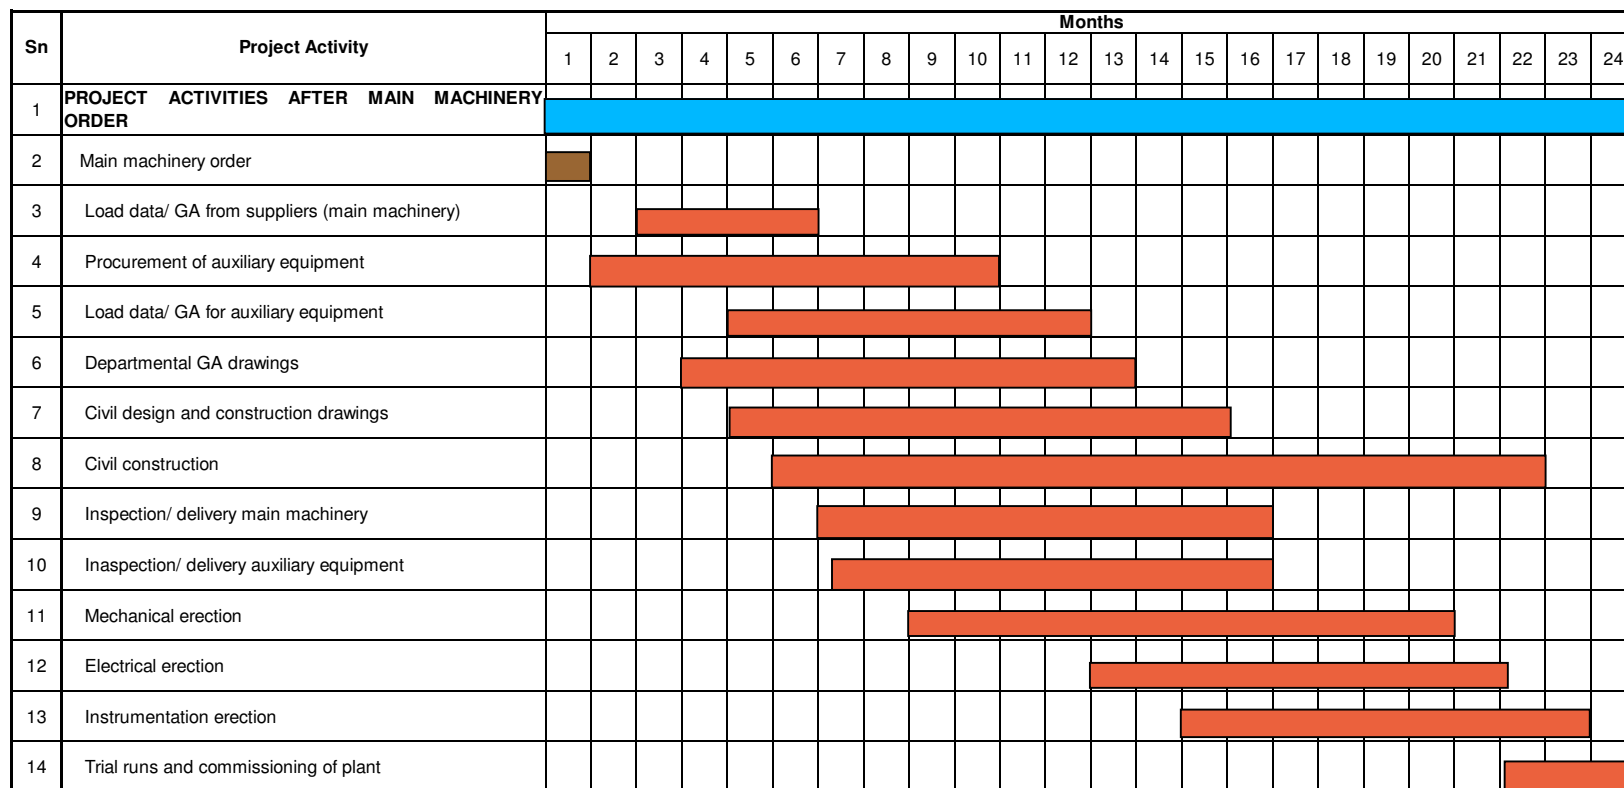 Months
Sn Project Activity
1 2 3 4 5 6 7 8 9 10 11 12 13 14 15 16 17 18 19 20 21 22 23 24
1 PROJECT ACTIVITIES AFTER MAIN MACHINERY
ORDER
2 Main machinery order
3 Load data/ GA from suppliers (main machinery)
4 Procurement of auxiliary equipment
5 Load data/ GA for auxiliary equipment
6 Departmental GA drawings
7 Civil design and construction drawings
8 Civil construction
9 Inspection/ delivery main machinery
10 Inaspection/ delivery auxiliary equipment
11 Mechanical erection
12 Electrical erection
13 Instrumentation erection
14 Trial runs and commissioning of plant